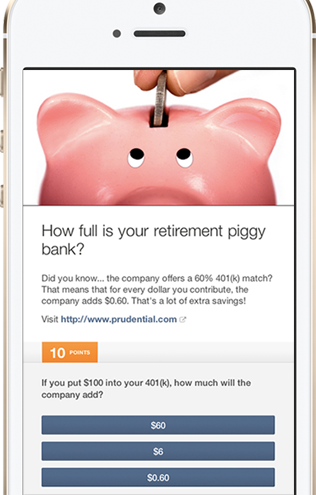 How full is your retirement piggy
bank?
Did you know... the company offers a 60% 401(k) match?
That means that for every dollar you contribute, the
company adds $0.60. That's a lot of extra savings!
Visit http://www.prudential.com
10 POINTS
If you put $100 into your 401(k), how much will the
company add?
$60
$6
$0.60